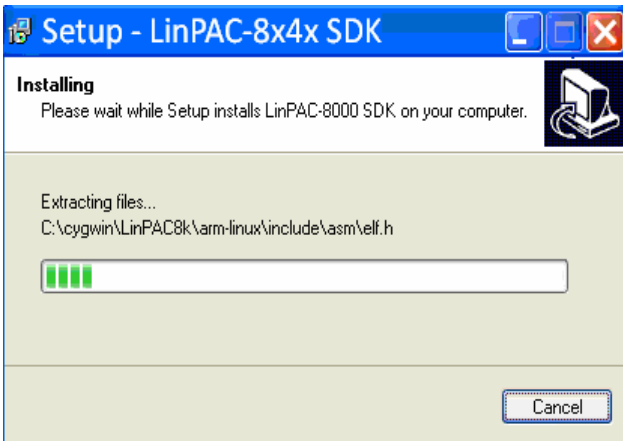 Setup - LinPAC-8x4x SDK
Installing
Please wait while Setup installs LinPAC-8000 SDK on your computer.
Extracting files...
C:\cygwin\LinPAC8k\arm-linux\include\asm\elf.h
Cancel